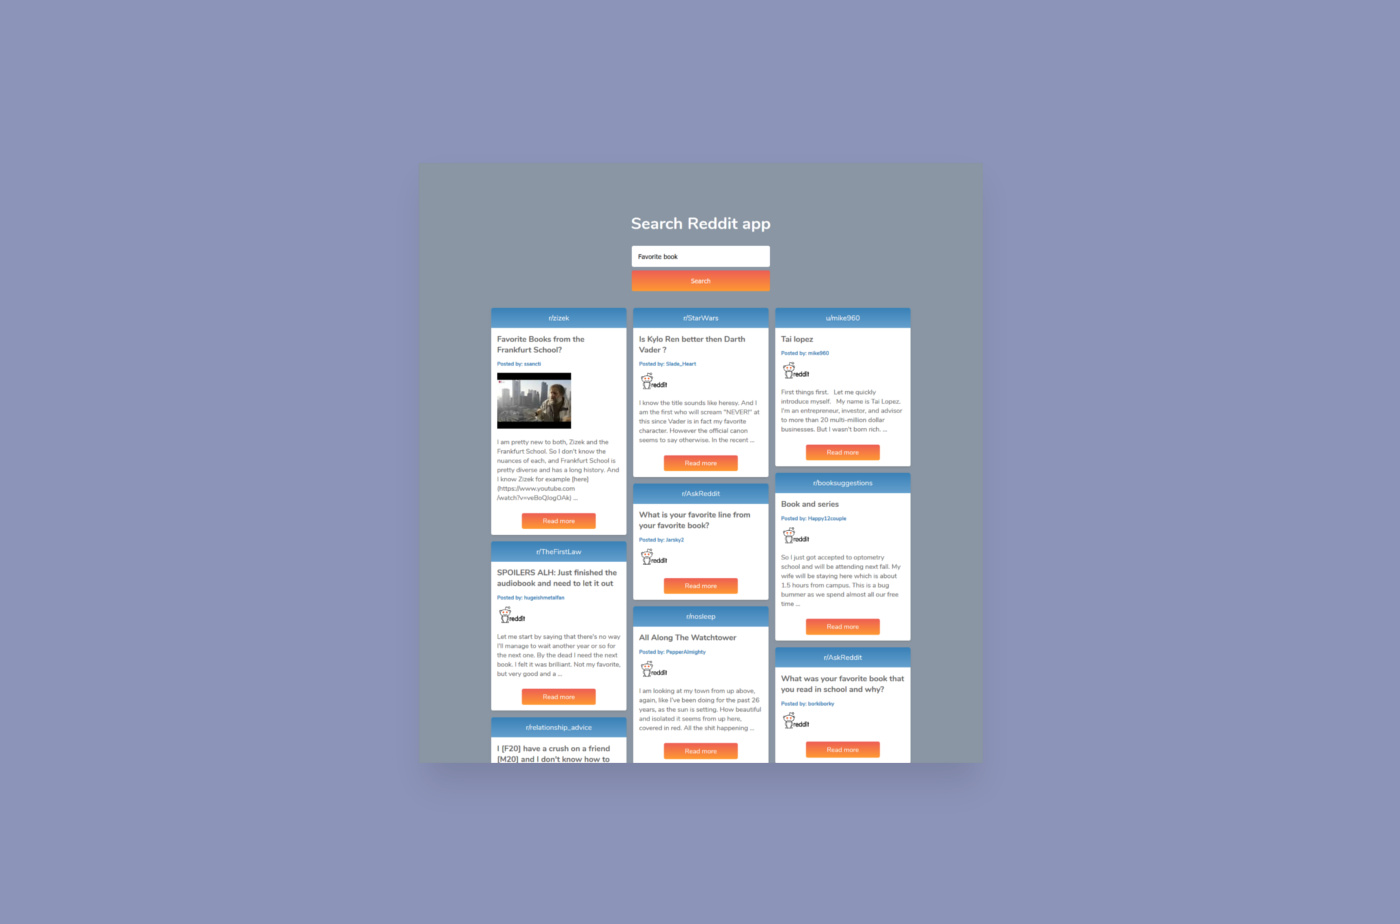 Search Reddit app
Favorite book
Search
r/zizek
Favorite Books from the
Frankfurt School?
Posted by: ssanc6
I am pretty new to both, Zizek and the
Frankfurt School. So I don't know the
nuances of each, and Frankfurt School is
pretty diverse and has a long history. And
I know Zizek for example [here]
(https://www.youtube.com
/watch?v=veBoQJogOAk) ...
Read more
r/TheFirstLaw
SPOILERS ALH: Just finished the
audiobook and need to let it out
Posted by: hugeishmetalfan
reddit
Let me start by saying that there's no way
I'll manage to wait another year or so for
the next one. By the dead I need the next
book. I felt it was brilliant. Not my favorite,
but very good and a ...
Read more
r/relationship_advice
I [F20] have a crush on a friend
[M20] and I don't know how to
r/StarWars
Is Kylo Ren better then Darth
Vader ?
Posted by: Slade_Heart
reddit
I know the title sounds like heresy. And I
am the first who will scream "NEVER!" at
this since Vader is in fact my favorite
character. However the official canon
seems to say otherwise. In the recent ...
Read more
r/AskReddit
What is your favorite line from
your favorite book?
Posted by: Jarsky2
reddit
Read more
r/nosleep
All Along The Watchtower
Posted by: PepperAlmighty
reddit
I am looking at my town from up above,
again, like I've been doing for the past 26
years, as the sun is setting. How beautiful
and isolated it seems from up here,
covered in red. All the shit happening ...
Read more
u/mike960
Tai lopez
Posted by: mike960
reddit
First things first. Let me quickly
introduce myself. My name is Tai Lopez.
I'm an entrepreneur, investor, and advisor
to more than 20 multi-million dollar
businesses. But I wasn't born rich. ...
Read more
r/booksuggestions
Book and series
Posted by: Happy12couple
reddit
So I just got accepted to optometry
school and will be attending next fall. My
wife will be staying here which is about
1.5 hours from campus. This is a bug
bummer as we spend almost all our free
time ...
Read more
r/AskReddit
What was your favorite book that
you read in school and why?
Posted by: borkiborky
reddit
Read more